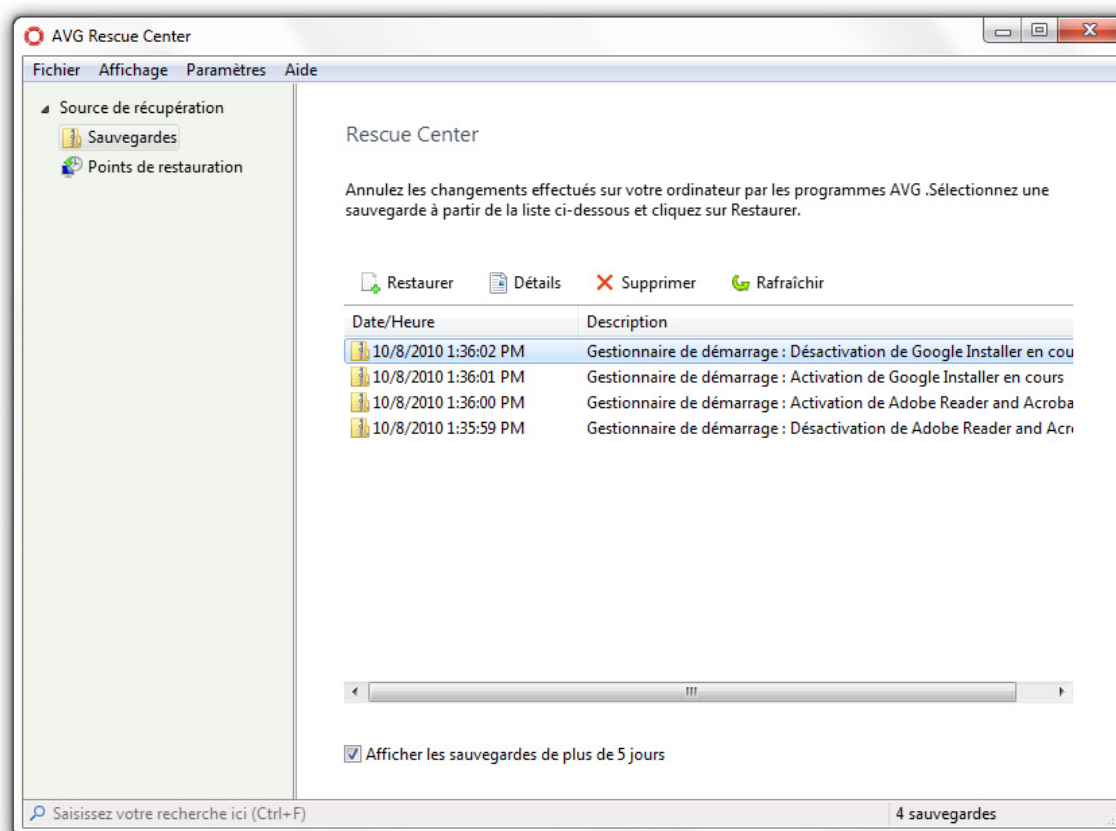 AVG Rescue Center
Fichier Affichage Paramètres Aide
Source de récupération
Sauvegardes
Points de restauration
Rescue Center
Annulez les changements effectués sur votre ordinateur par les programmes AVG .Sélectionnez une
sauvegarde à partir de la liste ci-dessous et cliquez sur Restaurer.
Restaurer Détails Supprimer Rafraîchir
Date/Heure Description
10/8/2010 1:36:02 PM Gestionnaire de démarrage : Désactivation de Google Installer en cou
10/8/2010 1:36:01 PM Gestionnaire de démarrage : Activation de Google Installer en cours
10/8/2010 1:36:00 PM Gestionnaire de démarrage : Activation de Adobe Reader and Acroba
10/8/2010 1:35:59 PM Gestionnaire de démarrage : Désactivation de Adobe Reader and Acr
Afficher les sauvegardes de plus de 5 jours
Saisissez votre recherche ici (Ctrl+F) 4 sauvegardes